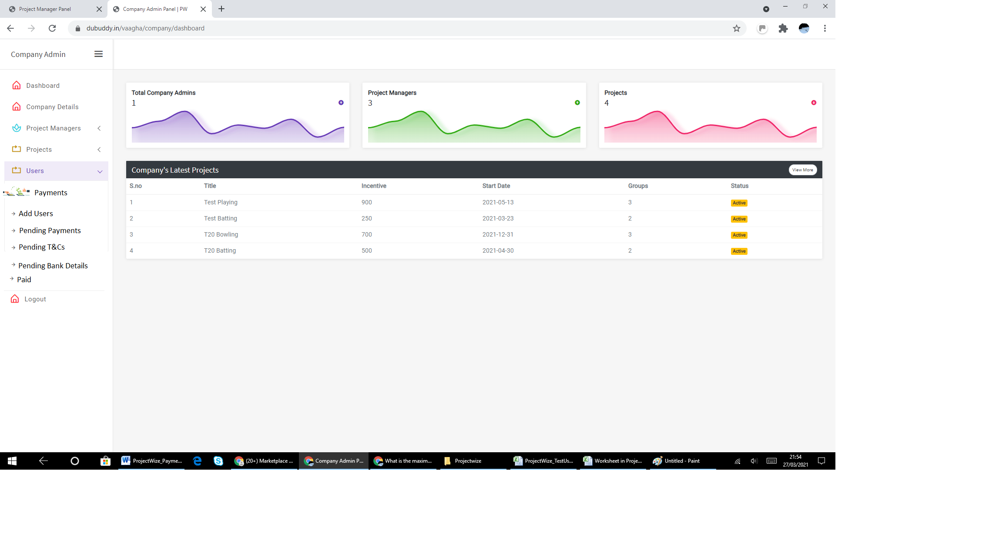 Project Manager Panel
Company Admin Panel | PW
dubuddy.in/vaagha/company/dashboard
Company Admin
Dashboard
Company Details
Project Managers
Projects
Users
Payments
Add Users
Pending Payments
Pending T&Cs
Pending Bank Details
Paid
Logout
Total Company Admins
1
Project Managers
3
Projects
4
Company's Latest Projects View More
S.no Title Incentive Start Date Groups Status
1 Test Playing 900 2021-05-13 3 Active
2 Test Batting 250 2021-03-23 2 Active
3 T20 Bowling 700 2021-12-31 3 Active
4 T20 Batting 500 2021-04-30 2 Active
ProjectWize_Payme... (20+) Marketplace ... Company Admin P... What is the maxim... Projectwize ProjectWize_TestUs... Worksheet in Proje... Untitled - Paint
21:54
27/03/2021